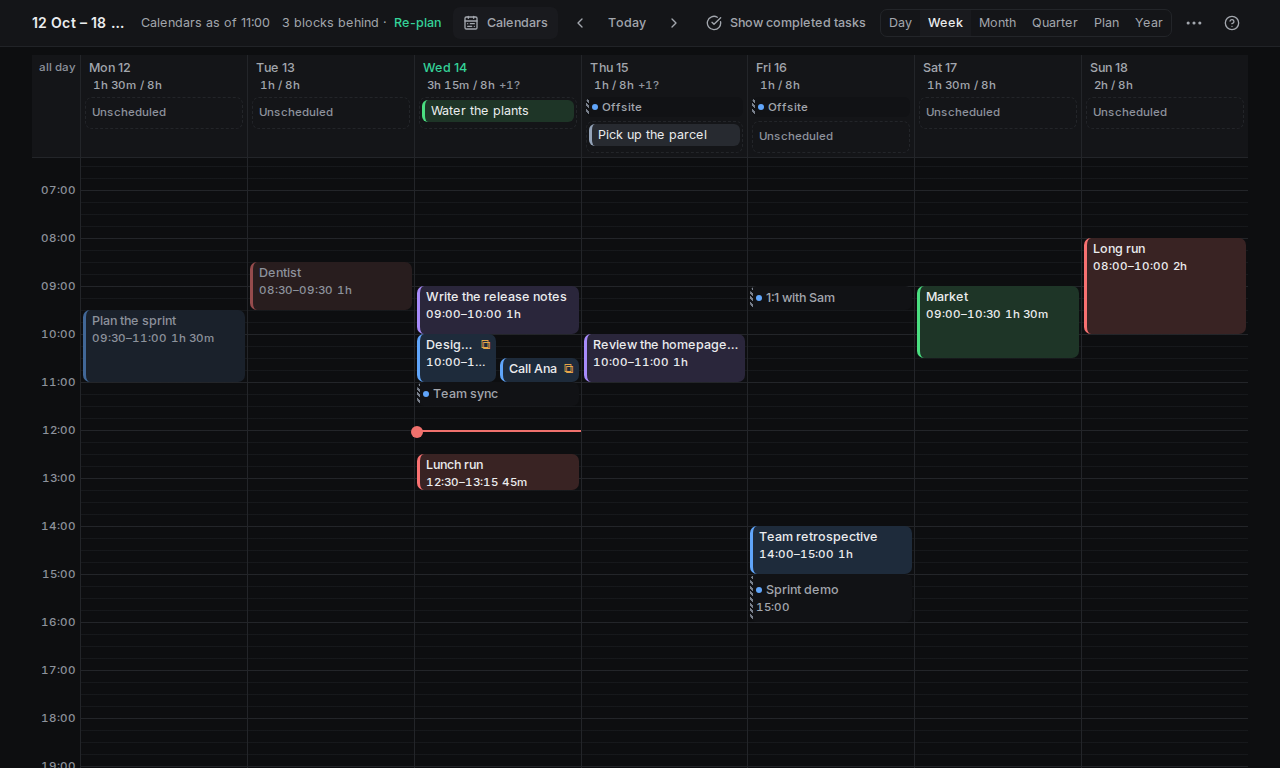 12 Oct – 18 ... Calendars as of 11:00 3 blocks behind · Re-plan Calendars Today Show completed tasks Day Week Month Quarter Plan Year
all day Mon 12 Tue 13 Wed 14 Thu 15 Fri 16 Sat 17 Sun 18
1h 30m / 8h 1h / 8h 3h 15m / 8h +1? 1h / 8h +1? 1h / 8h 1h 30m / 8h 2h / 8h
Unscheduled Unscheduled Water the plants Offsite Offsite Unscheduled Unscheduled
Pick up the parcel Unscheduled
07:00
08:00
Long run
08:00–10:00 2h
Dentist
08:30–09:30 1h
09:00
Write the release notes
09:00–10:00 1h
1:1 with Sam
Market
09:00–10:30 1h 30m
Plan the sprint
09:30–11:00 1h 30m
10:00
Desig...
10:00–1...
Call Ana
Review the homepage...
10:00–11:00 1h
11:00
Team sync
12:00
Lunch run
12:30–13:15 45m
13:00
14:00
Team retrospective
14:00–15:00 1h
15:00
Sprint demo
15:00
16:00
17:00
18:00
19:00